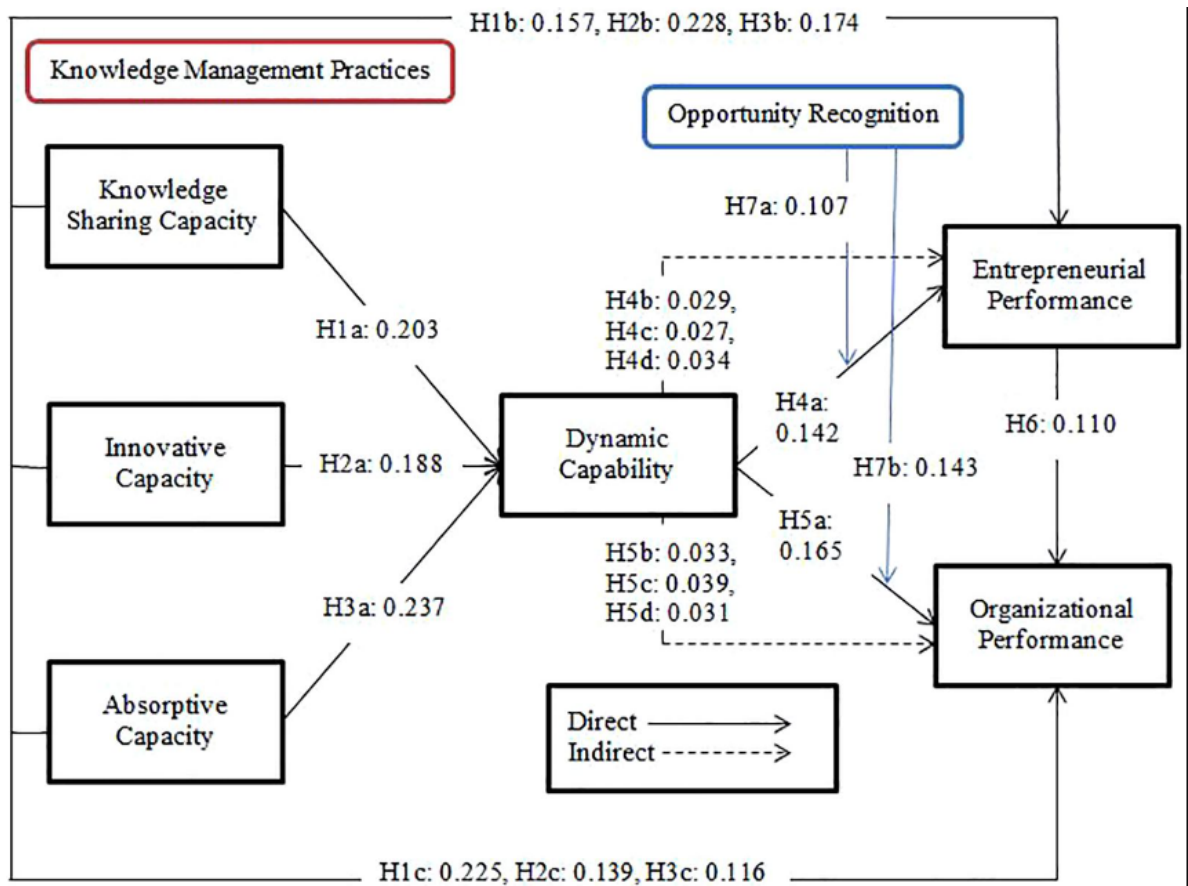 H1b: 0.157, H2b: 0.228, H3b: 0.174
Knowledge Management Practices
Opportunity Recognition
Knowledge
Sharing Capacity
H7a: 0.107
Entrepreneurial
Performance
H4b: 0.029,
H4c: 0.027,
H4d: 0.034
H1a: 0.203
H4a:
0.142
H6: 0.110
Innovative
Capacity
H2a: 0.188
Dynamic
Capability
H7b: 0.143
H5a:
0.165
H5b: 0.033,
H5c: 0.039,
H5d: 0.031
H3a: 0.237
Organizational
Performance
Absorptive
Capacity
Direct
Indirect
H1c: 0.225, H2c: 0.139, H3c: 0.116